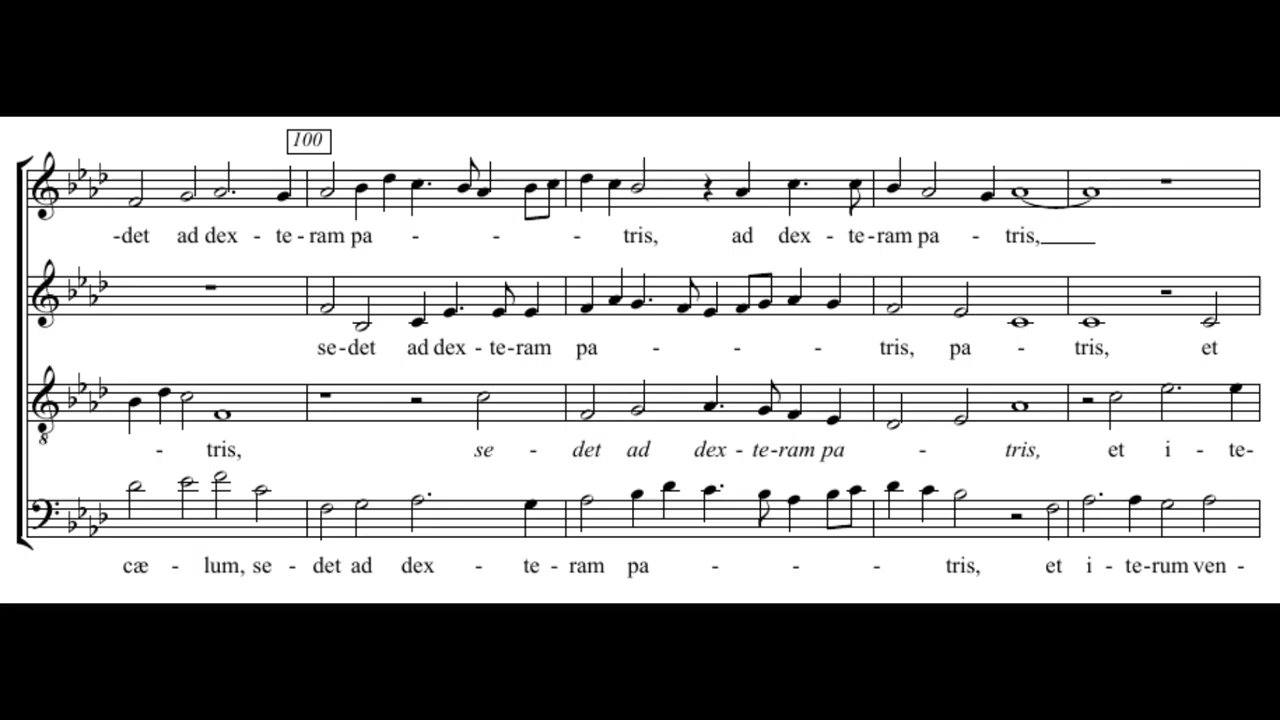 100
-det ad dex - te - ram pa - - - tris, ad dex - te - ram pa - tris,
se - det ad dex - te - ram pa - - - - tris, pa - tris, et
- tris, se - det ad dex - te - ram pa - tris, et i - te-
8
cæ - lum, se - det ad dex - te - ram pa - - - - tris, et i - te - rum ven -